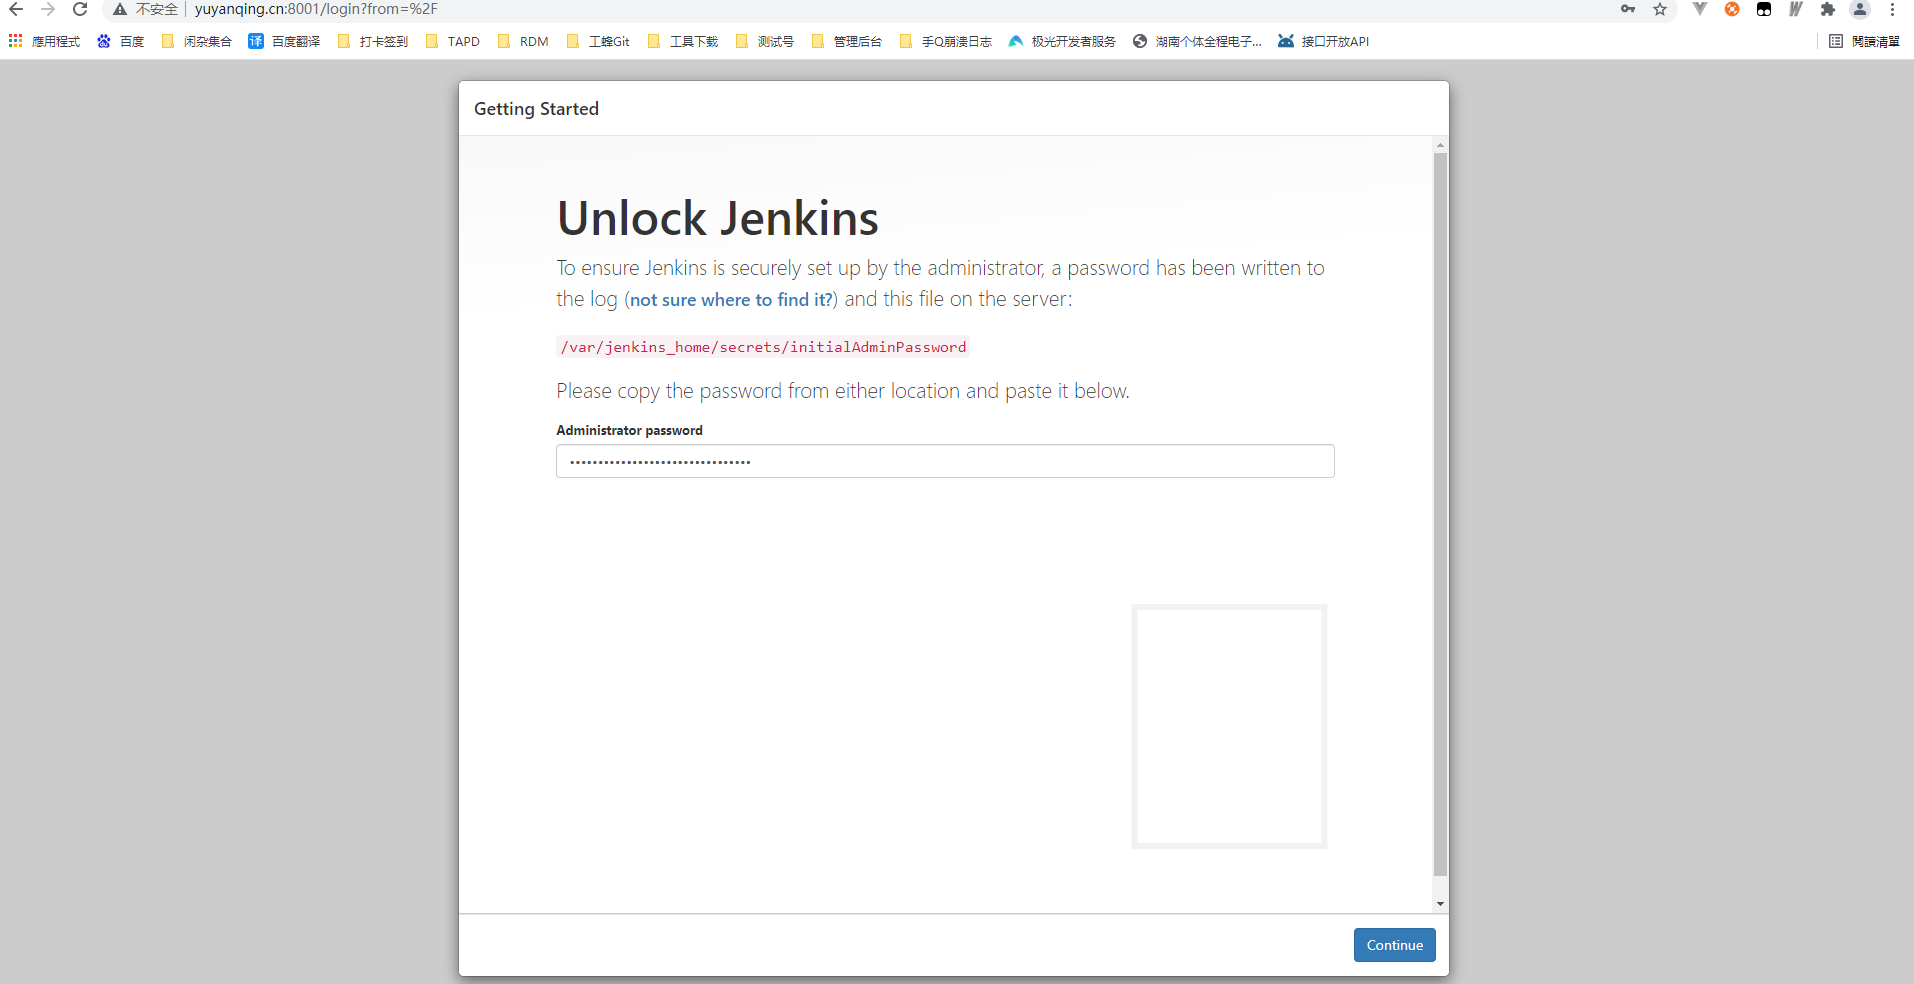 不安全 yuyanqing.cn:8001/login?from=%2F
應用程式 百度 闲杂集合 译 百度翻译 打卡签到 TAPD RDM 工蜂Git 工具下载 测试号 管理后台 手Q崩溃日志 极光开发者服务 湖南个体全程电子... 接口开放API 閱讀清單
Getting Started
Unlock Jenkins
To ensure Jenkins is securely set up by the administrator, a password has been written to
the log (not sure where to find it?) and this file on the server:
/var/jenkins_home/secrets/initialAdminPassword
Please copy the password from either location and paste it below.
Administrator password
Continue